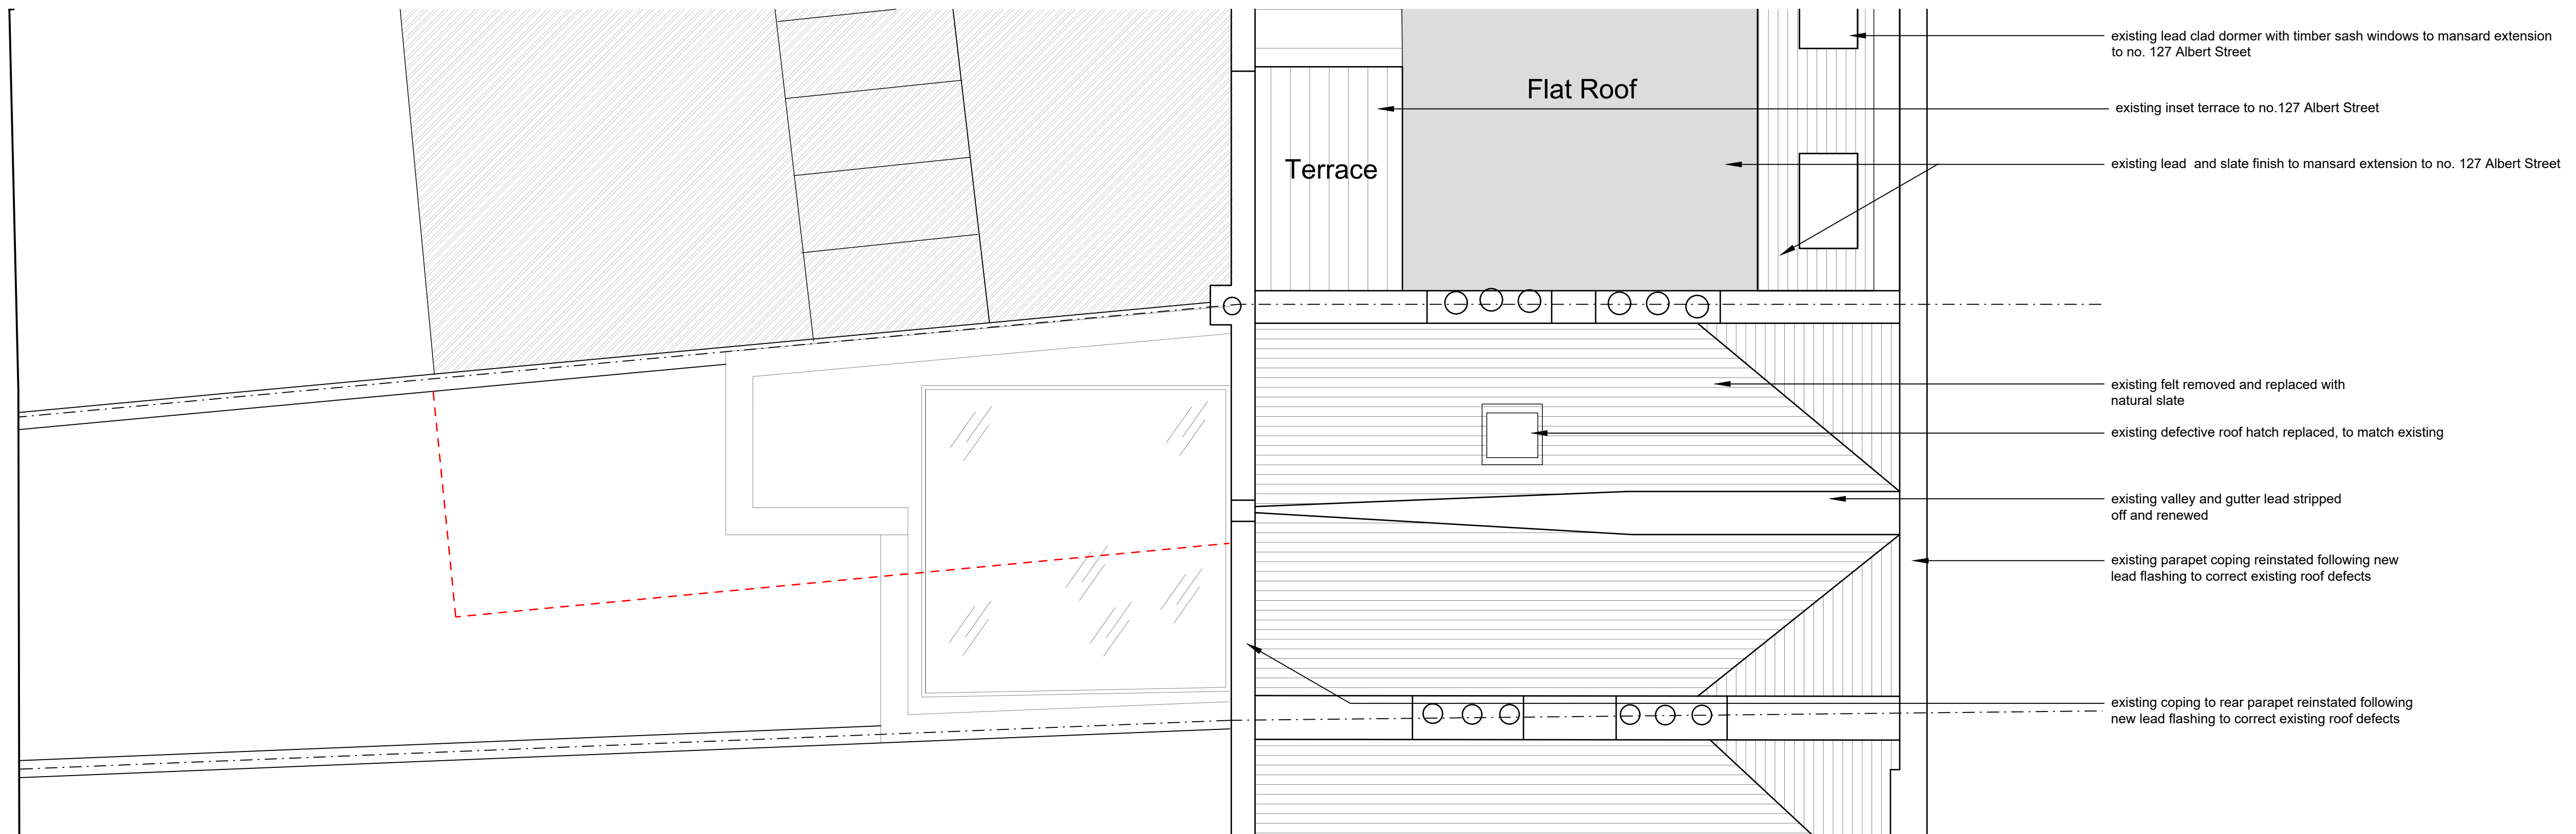 Flat Roof
Terrace
existing lead clad dormer with timber sash windows to mansard extension
to no. 127 Albert Street
existing inset terrace to no.127 Albert Street
existing lead  and slate finish to mansard extension to no. 127 Albert Street
existing felt removed and replaced with
natural slate
existing defective roof hatch replaced, to match existing
existing valley and gutter lead stripped
off and renewed
existing parapet coping reinstated following new
lead flashing to correct existing roof defects
existing coping to rear parapet reinstated following
new lead flashing to correct existing roof defects